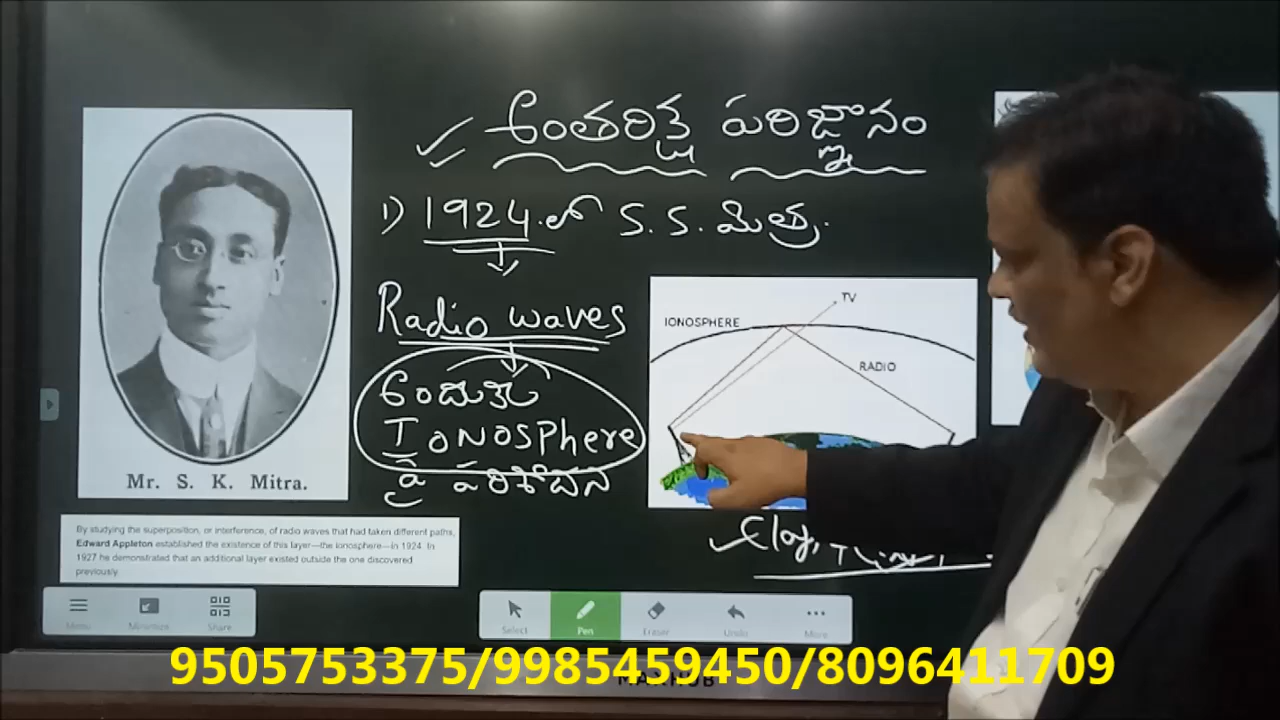 అంతరిక్ష పరిజ్ఞానం
1) 1924.లో S. S. మిత్ర.
Radio waves
అందుకు
Ionosphere
పై పరిశోధన
Mr. S. K. Mitra.
By studying the superposition, or interference, of radio waves that had taken different paths,
Edward Appleton established the existence of this layer—the ionosphere—in 1924. In
1927 he demonstrated that an additional layer existed outside the one discovered
previously.
TV
IONOSPHERE
RADIO
Menu
Minimize
Share
Select
Pen
Eraser
Undo
More
MAXHUB
9505753375/9985459450/8096411709